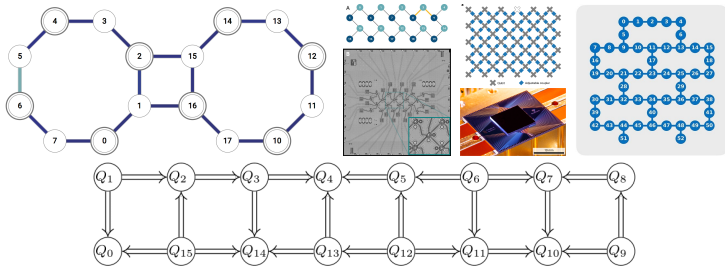 4 3 14 13
5 2 15 12
6 1 16 11
7 0 17 10
A
Qubit Adjustable coupler
0 1 2 3 4
5 6
7 8 9 10 11 12 13 14 15
16 17 18
19 20 21 22 23 24 25 26 27
28 29
30 31 32 33 34 35 36 37 38
39 40 41
42 43 44 45 46 47 48 49 50
51 52
Q1 Q2 Q3 Q4 Q5 Q6 Q7 Q8
Q0 Q15 Q14 Q13 Q12 Q11 Q10 Q9